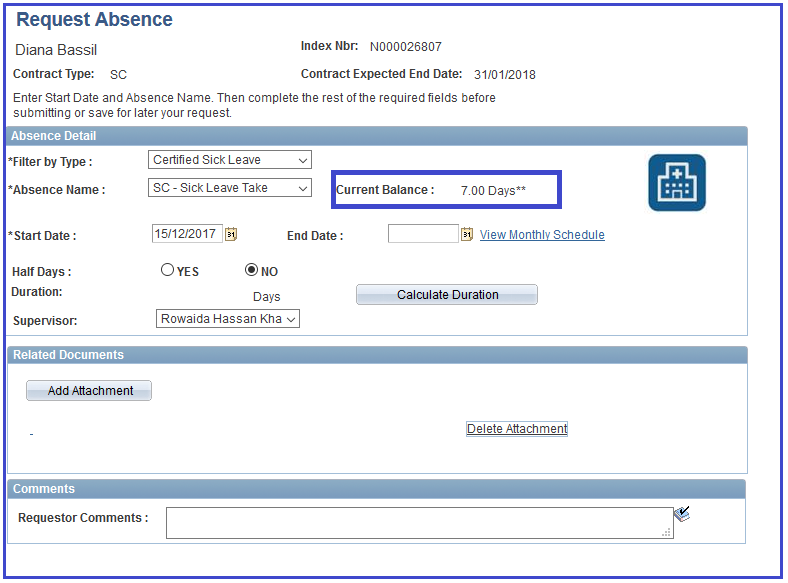 Request Absence
Diana Bassil
Index Nbr: N000026807
Contract Type: SC
Contract Expected End Date: 31/01/2018
Enter Start Date and Absence Name. Then complete the rest of the required fields before
submitting or save for later your request.
Absence Detail
*Filter by Type : Certified Sick Leave
*Absence Name : SC - Sick Leave Take
Current Balance : 7.00 Days**
*Start Date : 15/12/2017 31
End Date : 31 View Monthly Schedule
Half Days : YES NO
Duration: Days
Calculate Duration
Supervisor: Rowaida Hassan Kha
Related Documents
Add Attachment
-
Delete Attachment
Comments
Requestor Comments :